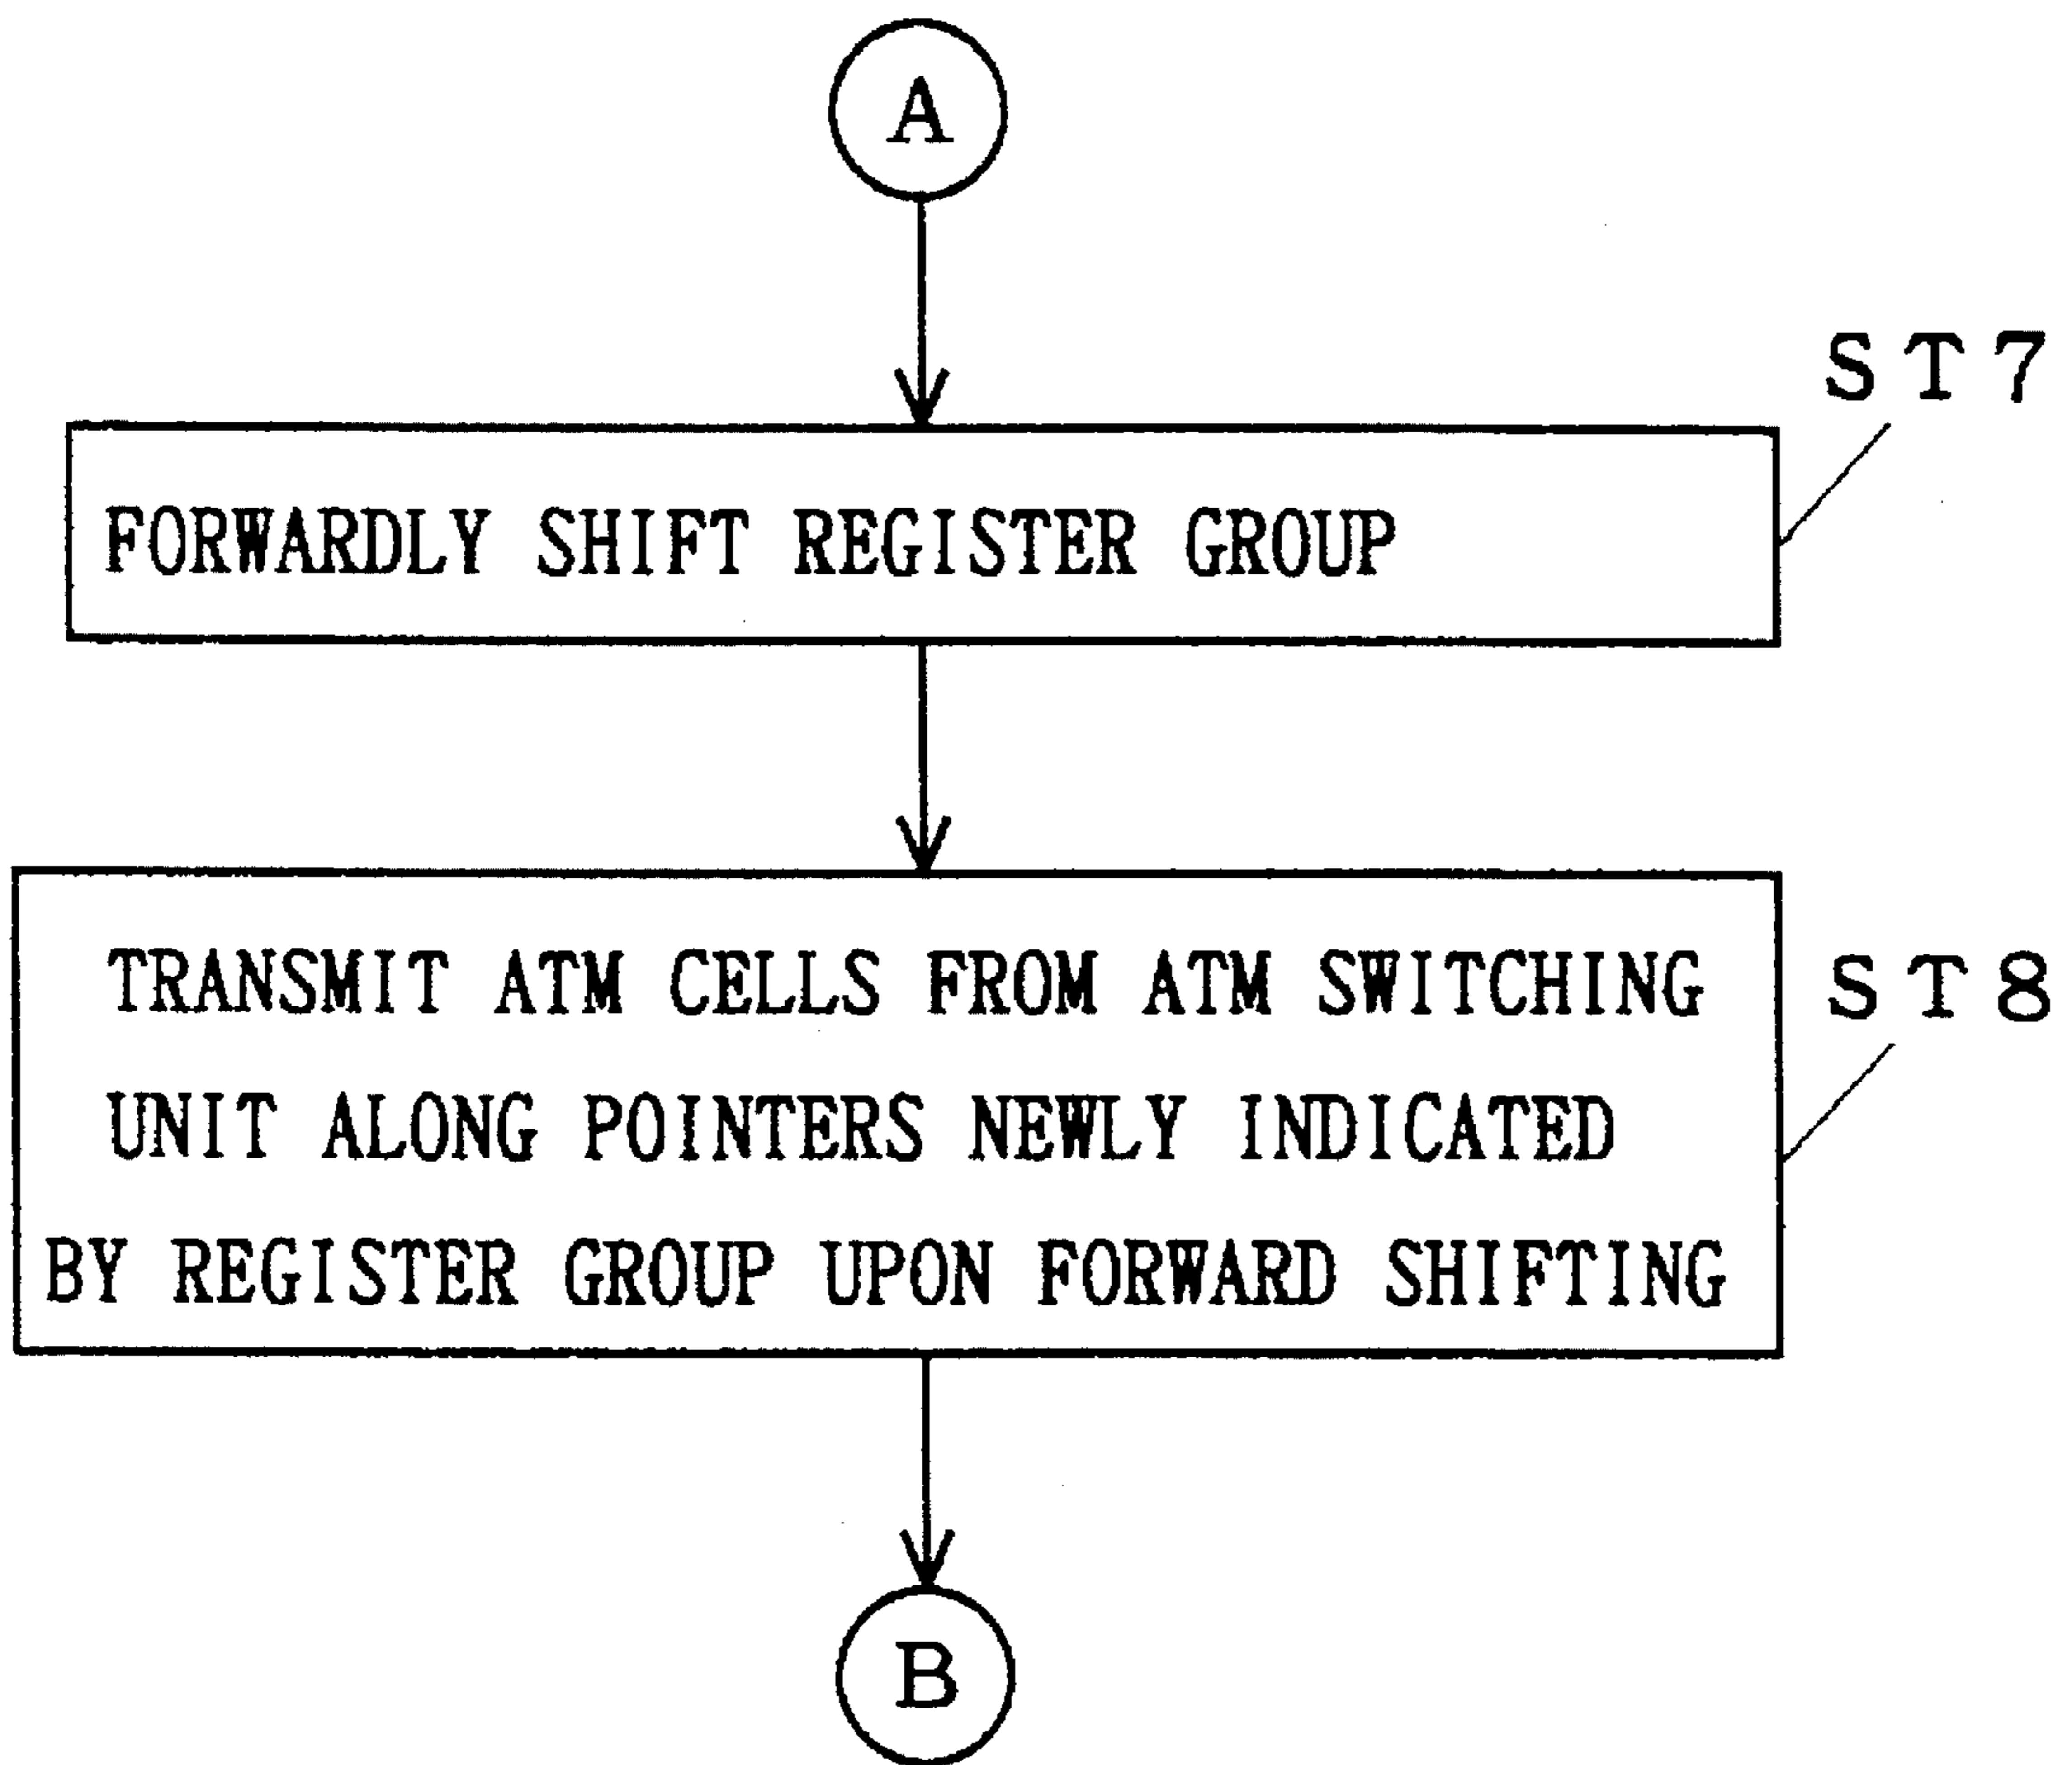 A
ST7
FORWARDLY SHIFT REGISTER GROUP
TRANSMIT ATM CELLS FROM ATM SWITCHING
ST8
UNIT ALONG POINTERS NEWLY INDICATED
BY REGISTER GROUP UPON FORWARD SHIFTING
B